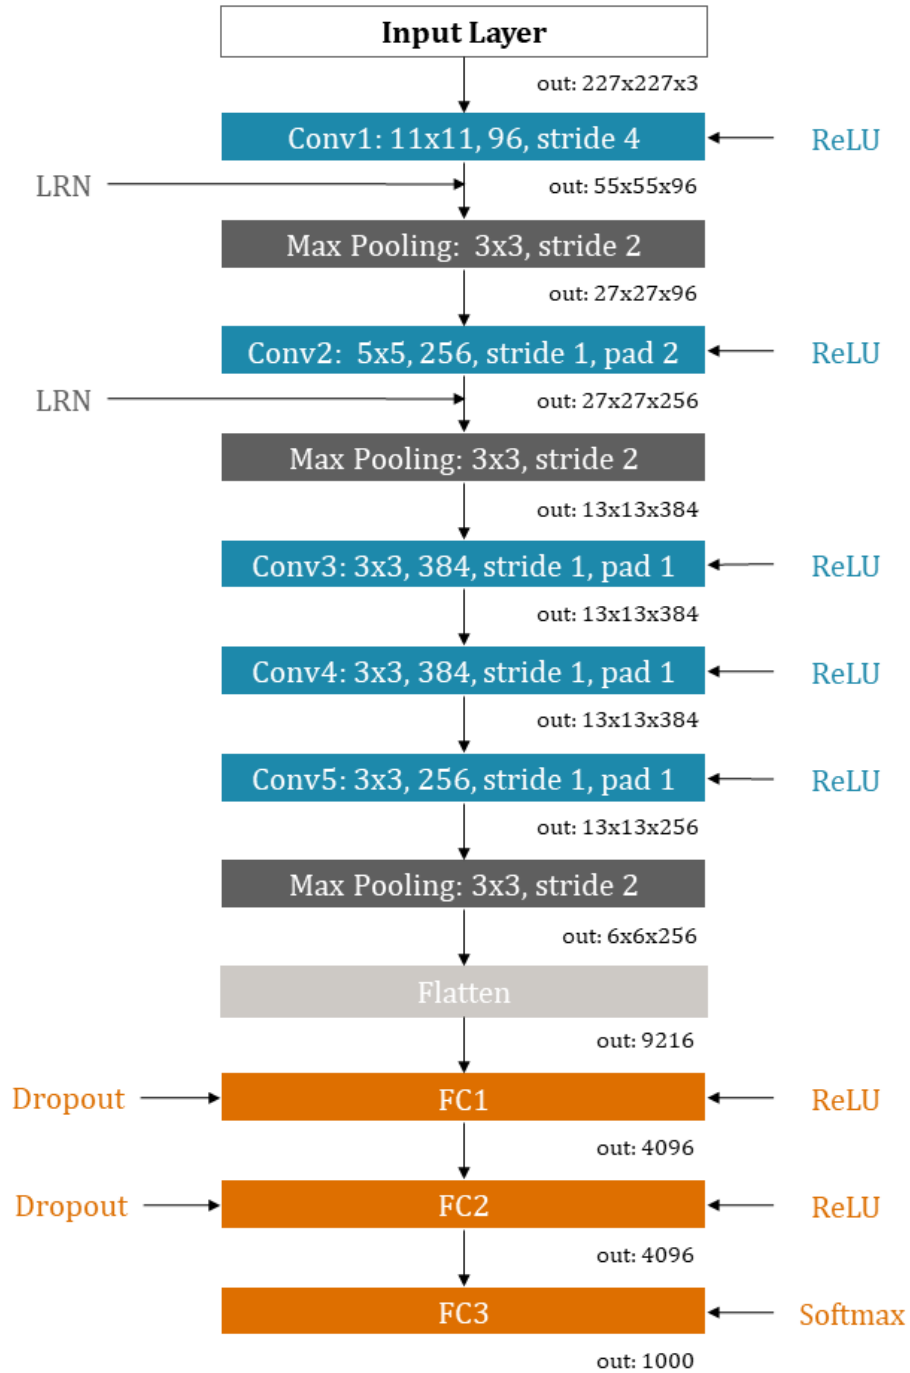 Input Layer
out: 227x227x3
Conv1: 11x11, 96, stride 4
ReLU
LRN
out: 55x55x96
Max Pooling: 3x3, stride 2
out: 27x27x96
Conv2: 5x5, 256, stride 1, pad 2
ReLU
LRN
out: 27x27x256
Max Pooling: 3x3, stride 2
out: 13x13x384
Conv3: 3x3, 384, stride 1, pad 1
ReLU
out: 13x13x384
Conv4: 3x3, 384, stride 1, pad 1
ReLU
out: 13x13x384
Conv5: 3x3, 256, stride 1, pad 1
ReLU
out: 13x13x256
Max Pooling: 3x3, stride 2
out: 6x6x256
Flatten
out: 9216
Dropout
FC1
ReLU
out: 4096
Dropout
FC2
ReLU
out: 4096
FC3
Softmax
out: 1000